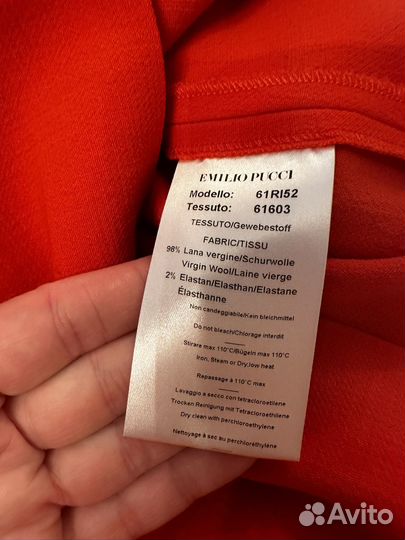 EMILIO PUCCI
Modello: 61RI52
Tessuto: 61603
TESSUTO/Gewebestoff
FABRIC/TISSU
98% Lana vergine/Schurwolle
Virgin Wool/Laine vierge
2% Elastan/Elasthan/Elastane
Élasthanne
Non candeggiabile/Kein bleichmittel
Do not bleach/Chlorage interdit
Stirare max 110°C/Bügeln max 110°C
Iron, Steam or Dry:low heat
Repassage à 110°C max
Lavaggio a secco con tetracloroetilene
Trocken Reinigung mit Tetracloroethilene
Dry clean with perchlorethylene
Nettoyage à sec au perchloréthylène
Avito